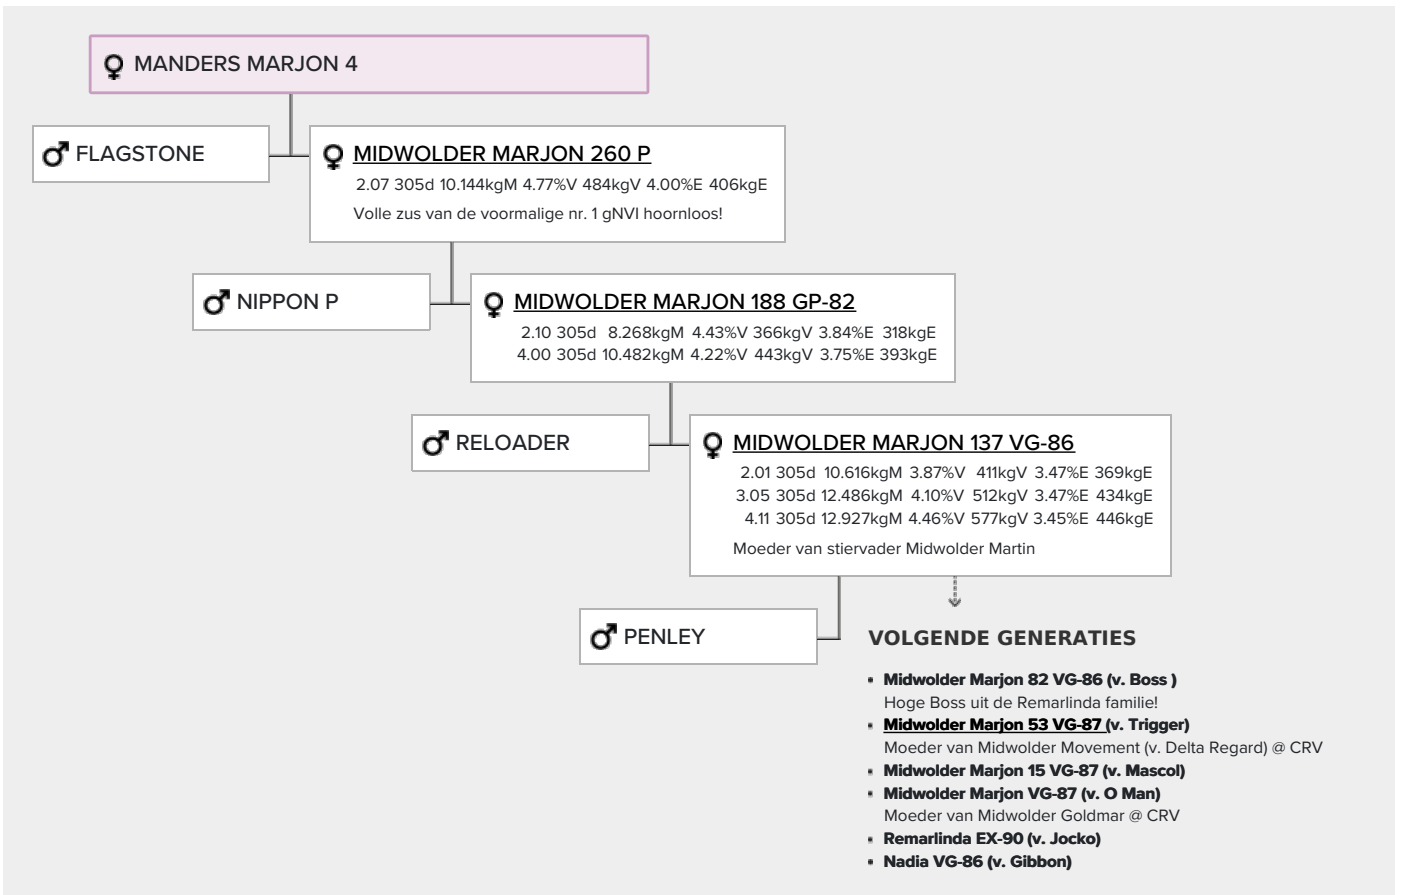 MANDERS MARJON 4
FLAGSTONE
MIDWOLDER MARJON 260 P
2.07 305d 10.144kgM 4.77%V 484kgV 4.00%E 406kgE
Volle zus van de voormalige nr. 1 gNVI hoornloos!
NIPPON P
MIDWOLDER MARJON 188 GP-82
2.10 305d 8.268kgM 4.43%V 366kgV 3.84%E 318kgE
4.00 305d 10.482kgM 4.22%V 443kgV 3.75%E 393kgE
RELOADER
MIDWOLDER MARJON 137 VG-86
2.01 305d 10.616kgM 3.87%V 411kgV 3.47%E 369kgE
3.05 305d 12.486kgM 4.10%V 512kgV 3.47%E 434kgE
4.11 305d 12.927kgM 4.46%V 577kgV 3.45%E 446kgE
Moeder van stiervader Midwolder Martin
PENLEY
VOLGENDE GENERATIES
Midwolder Marjon 82 VG-86 (v. Boss )
Hoge Boss uit de Remarlinda familie!
Midwolder Marjon 53 VG-87 (v. Trigger)
Moeder van Midwolder Movement (v. Delta Regard) @ CRV
Midwolder Marjon 15 VG-87 (v. Mascol)
Midwolder Marjon VG-87 (v. O Man)
Moeder van Midwolder Goldmar @ CRV
Remarlinda EX-90 (v. Jocko)
Nadia VG-86 (v. Gibbon)